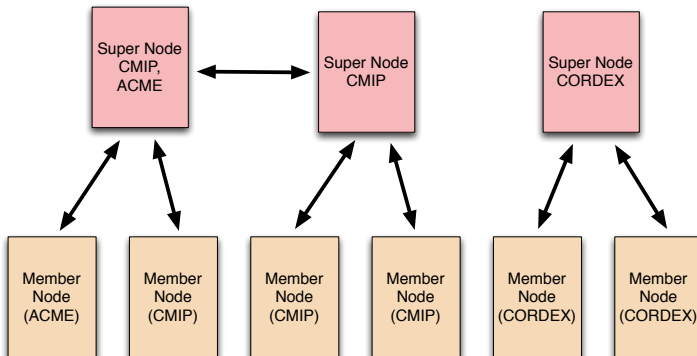 Super Node
CMIP,
ACME
Super Node
CMIP
Super Node
CORDEX
Member
Node
(ACME)
Member
Node
(CMIP)
Member
Node
(CMIP)
Member
Node
(CMIP)
Member
Node
(CORDEX)
Member
Node
(CORDEX)